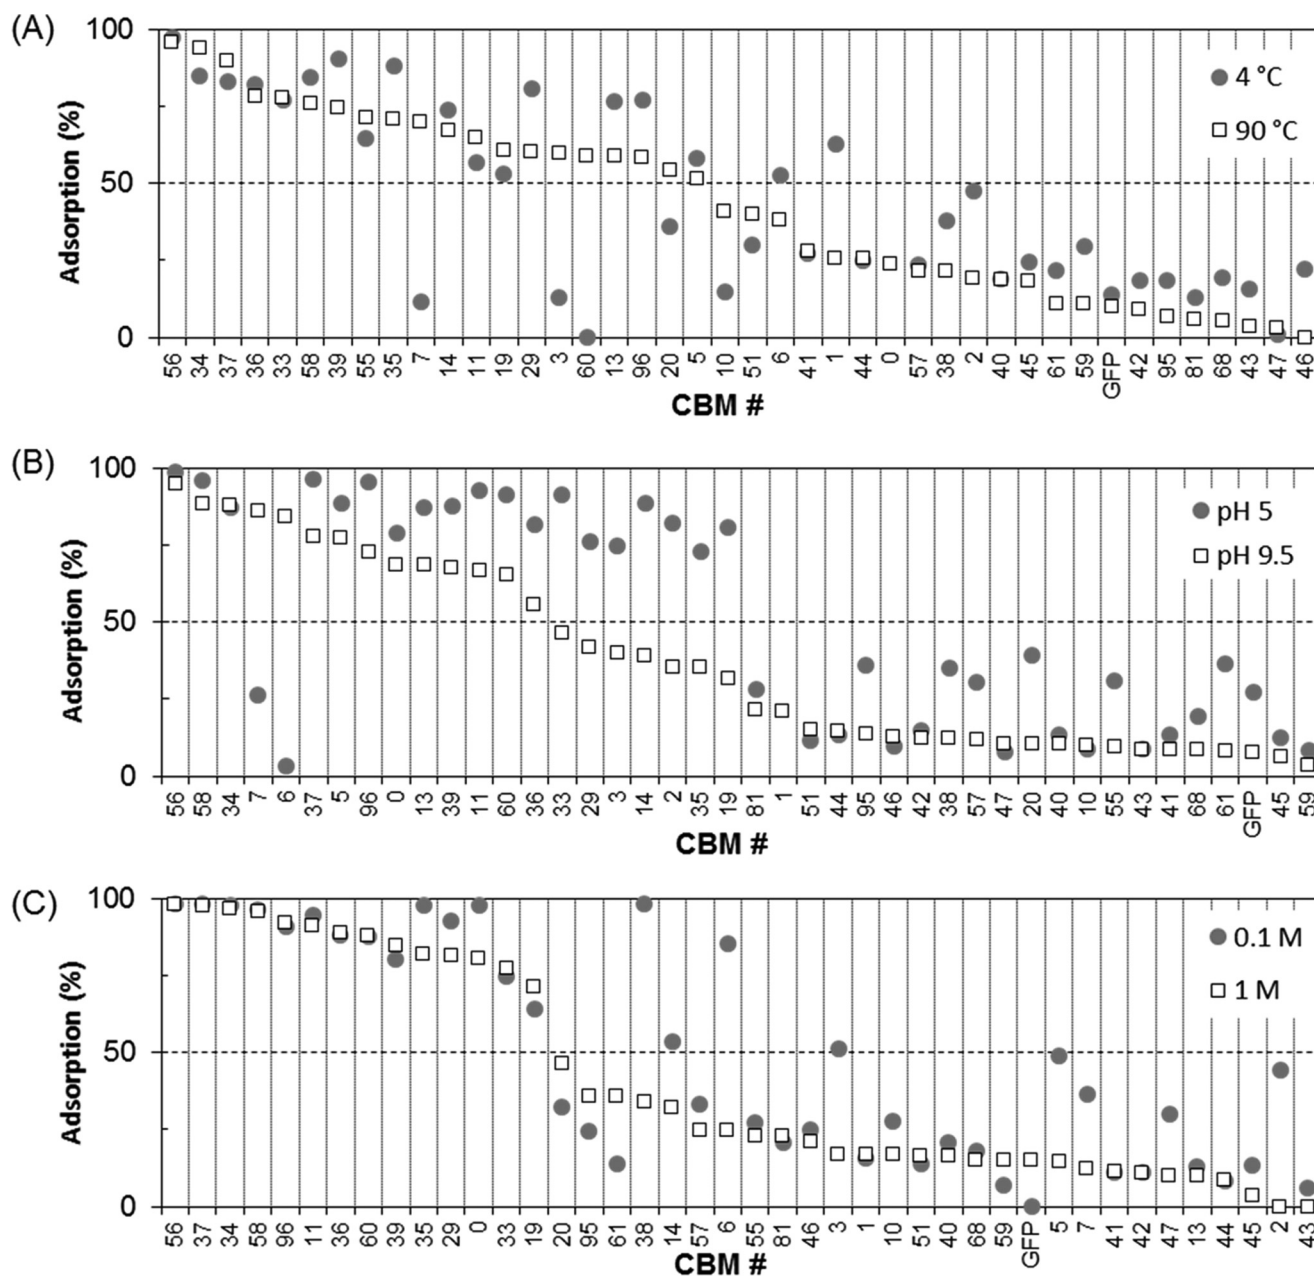 (A)
100
50
0
Adsorption (%)
4 °C
90 °C
56 34 37 36 33 58 39 55 35 7 14 11 19 29 3 60 13 96 20 5 10 51 6 41 1 44 0 57 38 2 40 45 61 59 GFP 42 95 81 68 43 47 46
CBM #
(B)
100
50
0
Adsorption (%)
pH 5
pH 9.5
56 58 34 7 6 37 5 96 0 13 39 11 60 36 33 29 3 14 2 35 19 81 1 51 44 95 46 42 38 57 47 20 40 10 55 43 41 68 61 GFP 45 59
CBM #
(C)
100
50
0
Adsorption (%)
0.1 M
1 M
56 37 34 58 96 11 36 60 39 35 29 0 33 19 20 95 61 38 14 57 6 55 81 46 3 1 10 51 40 68 59 GFP 5 7 41 42 47 13 44 45 2 43
CBM #